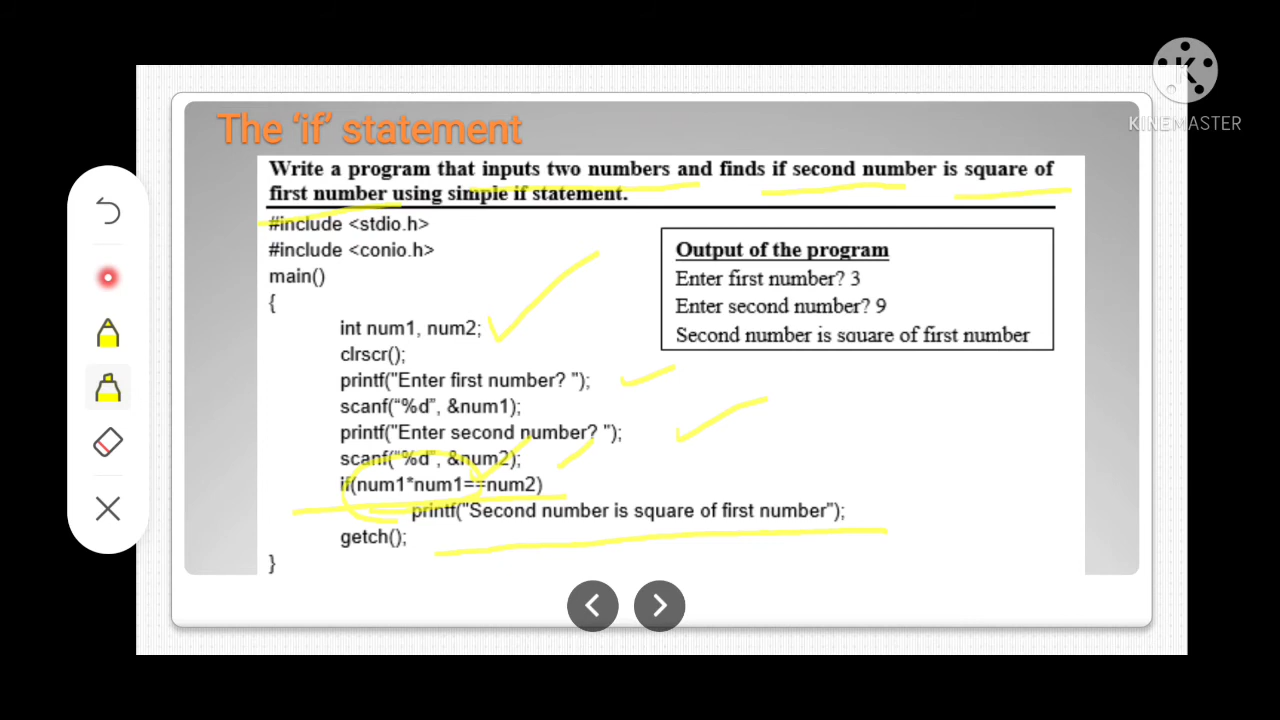 KINEMASTER
The ‘if’ statement
Write a program that inputs two numbers and finds if second number is square of
first number using simple if statement.
#include <stdio.h>
#include <conio.h>
main()
{
int num1, num2;
clrscr();
printf("Enter first number? ");
scanf(“%d”, &num1);
printf("Enter second number? ");
scanf(“%d”, &num2);
if(num1*num1==num2)
printf("Second number is square of first number");
getch();
}
Output of the program
Enter first number? 3
Enter second number? 9
Second number is square of first number